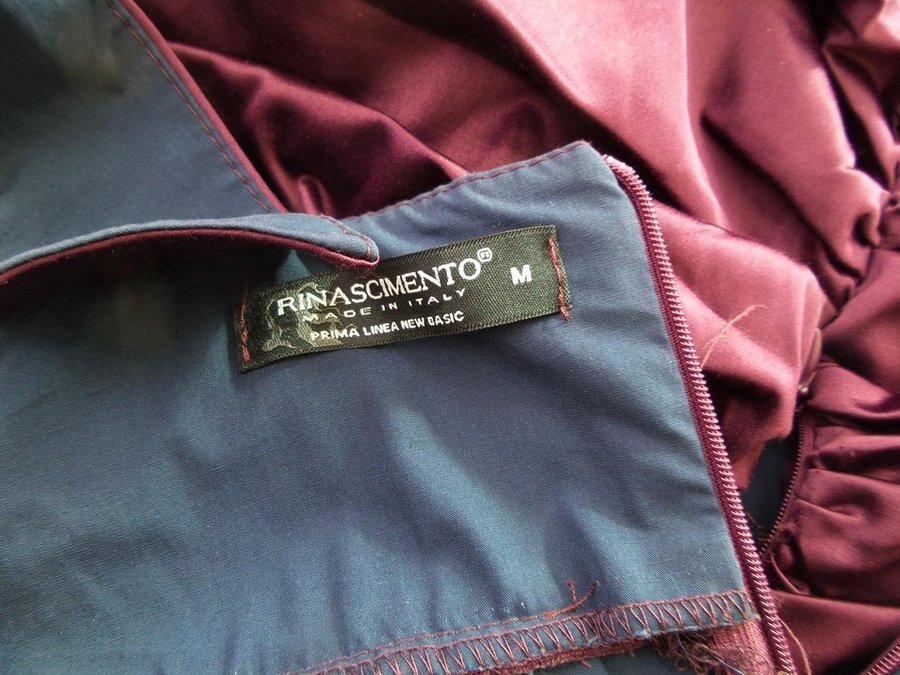 RINASCIMENTO®
M
MADE IN ITALY
PRIMA LINEA NEW BASIC